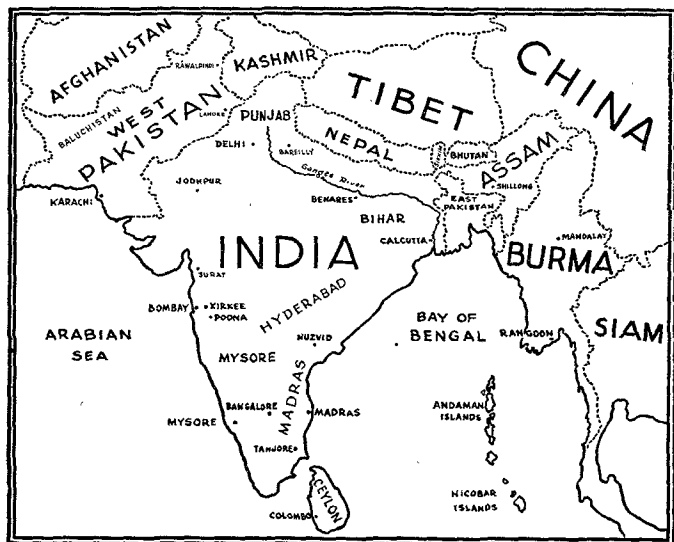 AFGHANISTAN
RAWALPINDI
KASHMIR
CHINA
TIBET
BALUCHISTAN
WEST
PAKISTAN
LAHORE
PUNJAB
DELHI
BAREILLY
NEPAL
BHUTAN
ASSAM
SHILLONG
Ganges River
JODHPUR
KARACHI
BENARES
EAST
PAKISTAN
BIHAR
CALCUTTA
MANDALAY
INDIA
BURMA
SURAT
HYDERABAD
BOMBAY
KIRKEE
POONA
ARABIAN
SEA
BAY OF
BENGAL
RANGOON
SIAM
NUZVID
MYSORE
MADRAS
BANGALORE
MADRAS
MYSORE
ANDAMAN
ISLANDS
TANJORE
CEYLON
COLOMBO
NICOBAR
ISLANDS